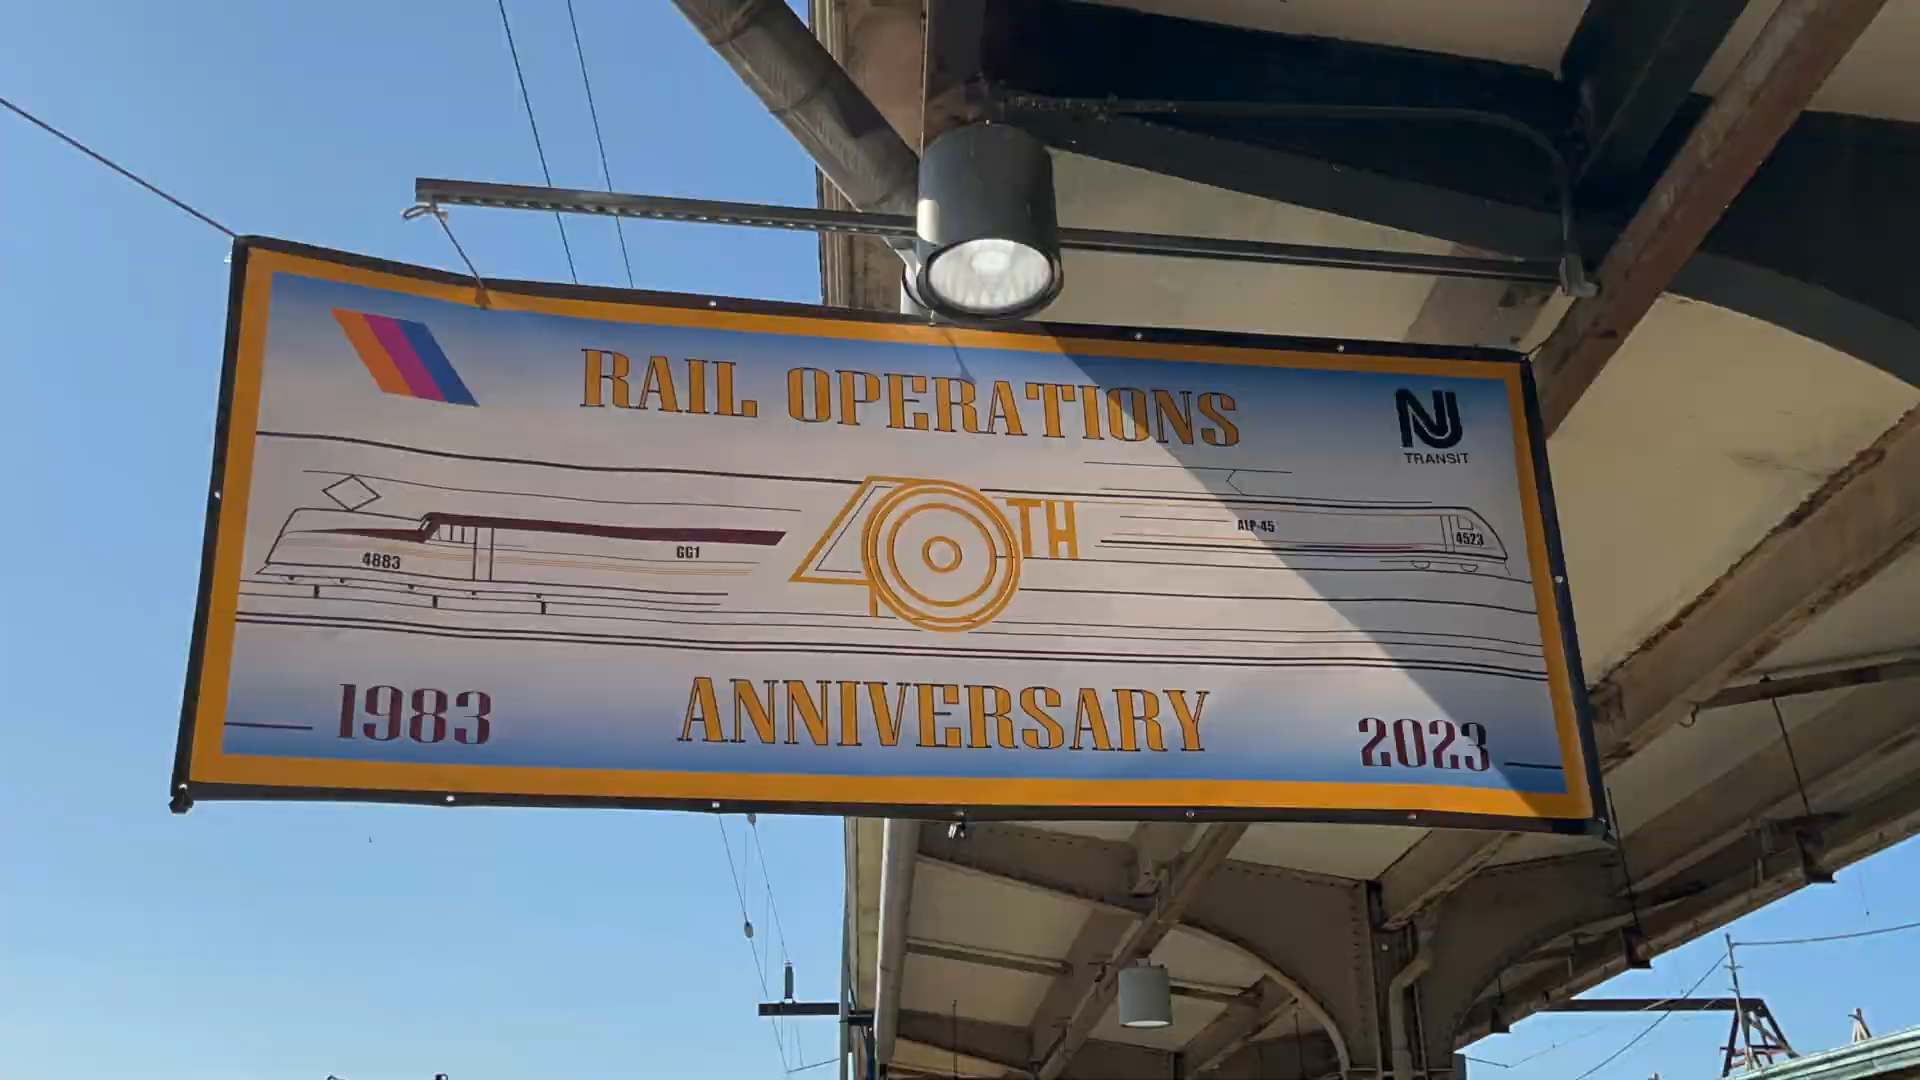 RAIL OPERATIONS
NJ
TRANSIT
40TH
4883
GG1
ALP-45
4523
1983
ANNIVERSARY
2023